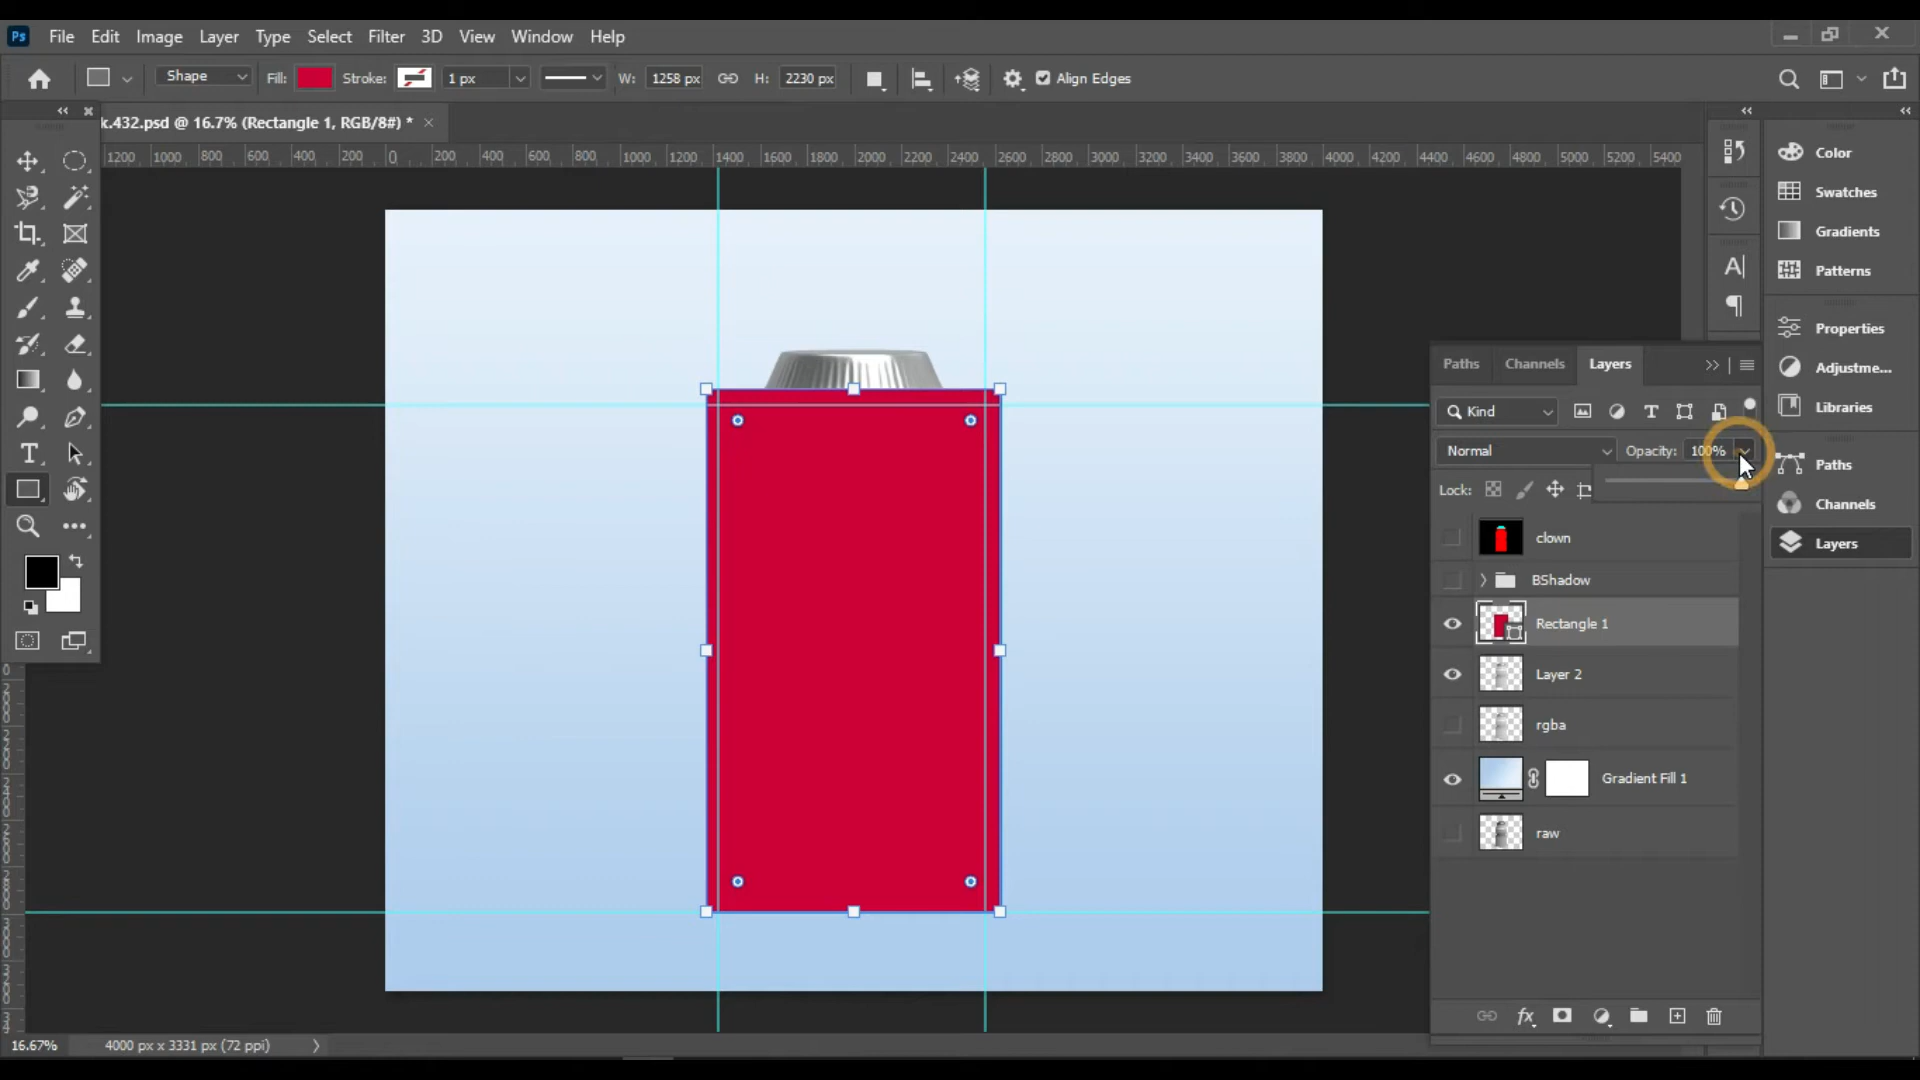 Ps File Edit Image Layer Type Select Filter 3D View Window Help
Shape Fill: Stroke: 1 px W: 1258 px H: 2230 px Align Edges
k.432.psd @ 16.7% (Rectangle 1, RGB/8#) *
1200 1000 800 600 400 200 0 200 400 600 800 1000 1200 1400 1600 1800 2000 2200 2400 2600 2800 3000 3200 3400 3600 3800 4000 4200 4400 4600 4800 5000 5200 5400
Color
Swatches
Gradients
Patterns
Properties
Adjustme...
Libraries
Paths
Channels
Layers
Paths Channels Layers
Kind
Normal Opacity: 100%
Lock:
clown
BShadow
Rectangle 1
Layer 2
rgba
Gradient Fill 1
raw
16.67% 4000 px x 3331 px (72 ppi)